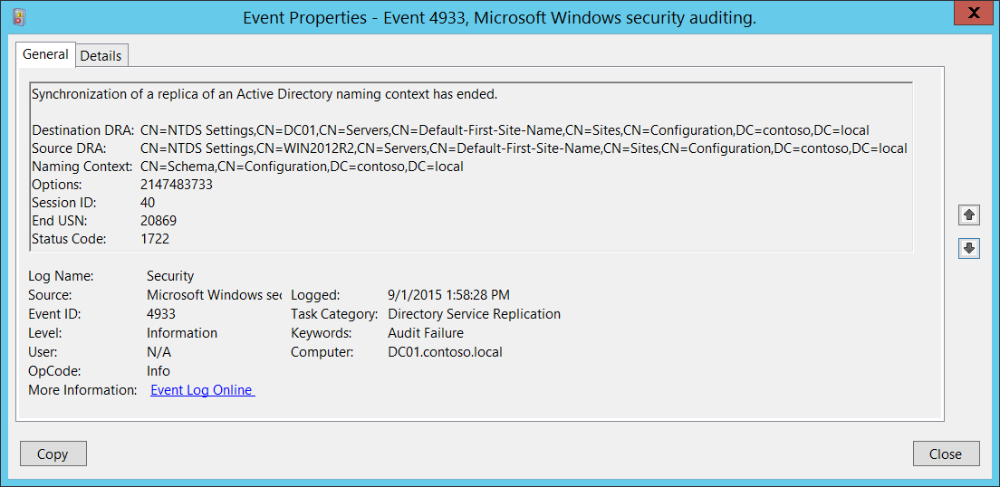 Event Properties - Event 4933, Microsoft Windows security auditing.
X
General Details
Synchronization of a replica of an Active Directory naming context has ended.
Destination DRA: CN=NTDS Settings,CN=DC01,CN=Servers,CN=Default-First-Site-Name,CN=Sites,CN=Configuration,DC=contoso,DC=local
Source DRA: CN=NTDS Settings,CN=WIN2012R2,CN=Servers,CN=Default-First-Site-Name,CN=Sites,CN=Configuration,DC=contoso,DC=local
Naming Context: CN=Schema,CN=Configuration,DC=contoso,DC=local
Options: 2147483733
Session ID: 40
End USN: 20869
Status Code: 1722
Log Name: Security
Source: Microsoft Windows sec Logged: 9/1/2015 1:58:28 PM
Event ID: 4933 Task Category: Directory Service Replication
Level: Information Keywords: Audit Failure
User: N/A Computer: DC01.contoso.local
OpCode: Info
More Information: Event Log Online
Copy Close